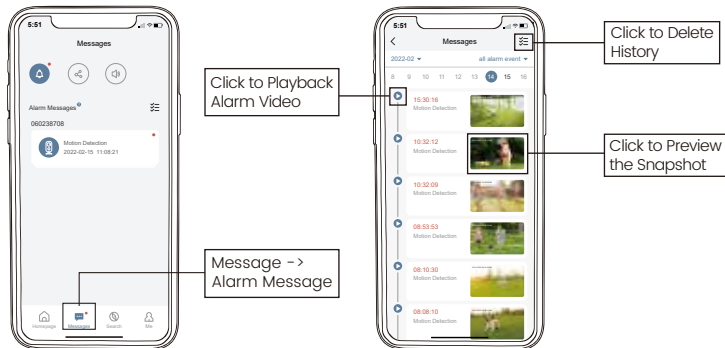 5:51
Messages
Alarm Messages
060238708
Motion Detection
2022-02-15 11:08:21
Homepage
Messages
Search
Me
Click to Playback
Alarm Video
Message ->
Alarm Message
5:51
Messages
2022-02
all alarm event
8 9 10 11 12 13 14 15 16
15:30:16
Motion Detection
10:32:12
Motion Detection
10:32:09
Motion Detection
08:53:53
Motion Detection
08:10:30
Motion Detection
08:08:10
Motion Detection
Click to Delete
History
Click to Preview
the Snapshot